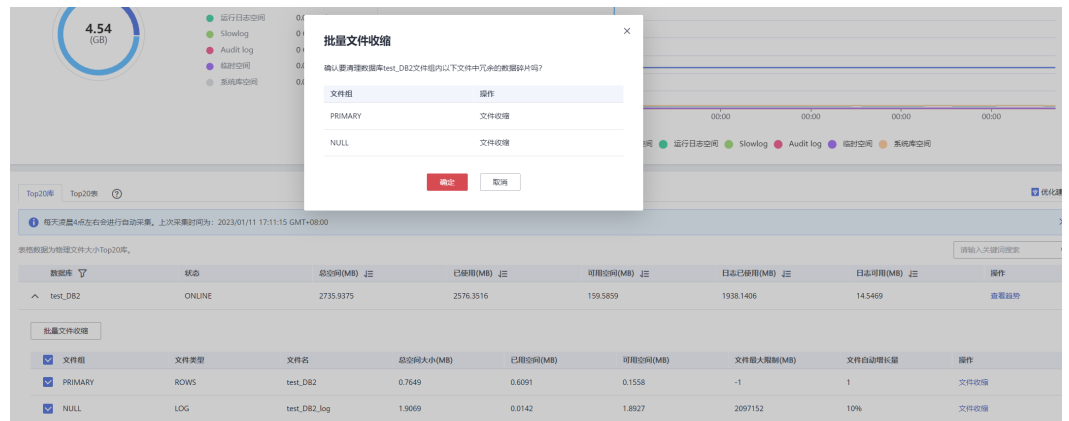 4.54
(GB)
运行日志空间 0.0
Slowlog 0
Audit log 0
临时空间 0.0
系统库空间 0.0
批量文件收缩
确认要清理数据库test_DB2文件组内以下文件中冗余的数据碎片吗?
文件组 操作
PRIMARY 文件收缩
NULL 文件收缩
确定 取消
00:00 00:00 00:00 00:00
运行日志空间 Slowlog Audit log 临时空间 系统库空间
Top20库 Top20表 ?
优化建
每天凌晨4点左右会进行自动采集。上次采集时间为:2023/01/11 17:11:15 GMT+08:00
表格数据为物理文件大小Top20库。
请输入关键词搜索
数据库 状态 总空间(MB) 已使用(MB) 可用空间(MB) 日志已使用(MB) 日志可用(MB) 操作
test_DB2 ONLINE 2735.9375 2576.3516 159.5859 1938.1406 14.5469 查看趋势
批量文件收缩
文件组 文件类型 文件名 总空间大小(MB) 已用空间(MB) 可用空间(MB) 文件最大限制(MB) 文件自动增长量 操作
PRIMARY ROWS test_DB2 0.7649 0.6091 0.1558 -1 1 文件收缩
NULL LOG test_DB2_log 1.9069 0.0142 1.8927 2097152 10% 文件收缩